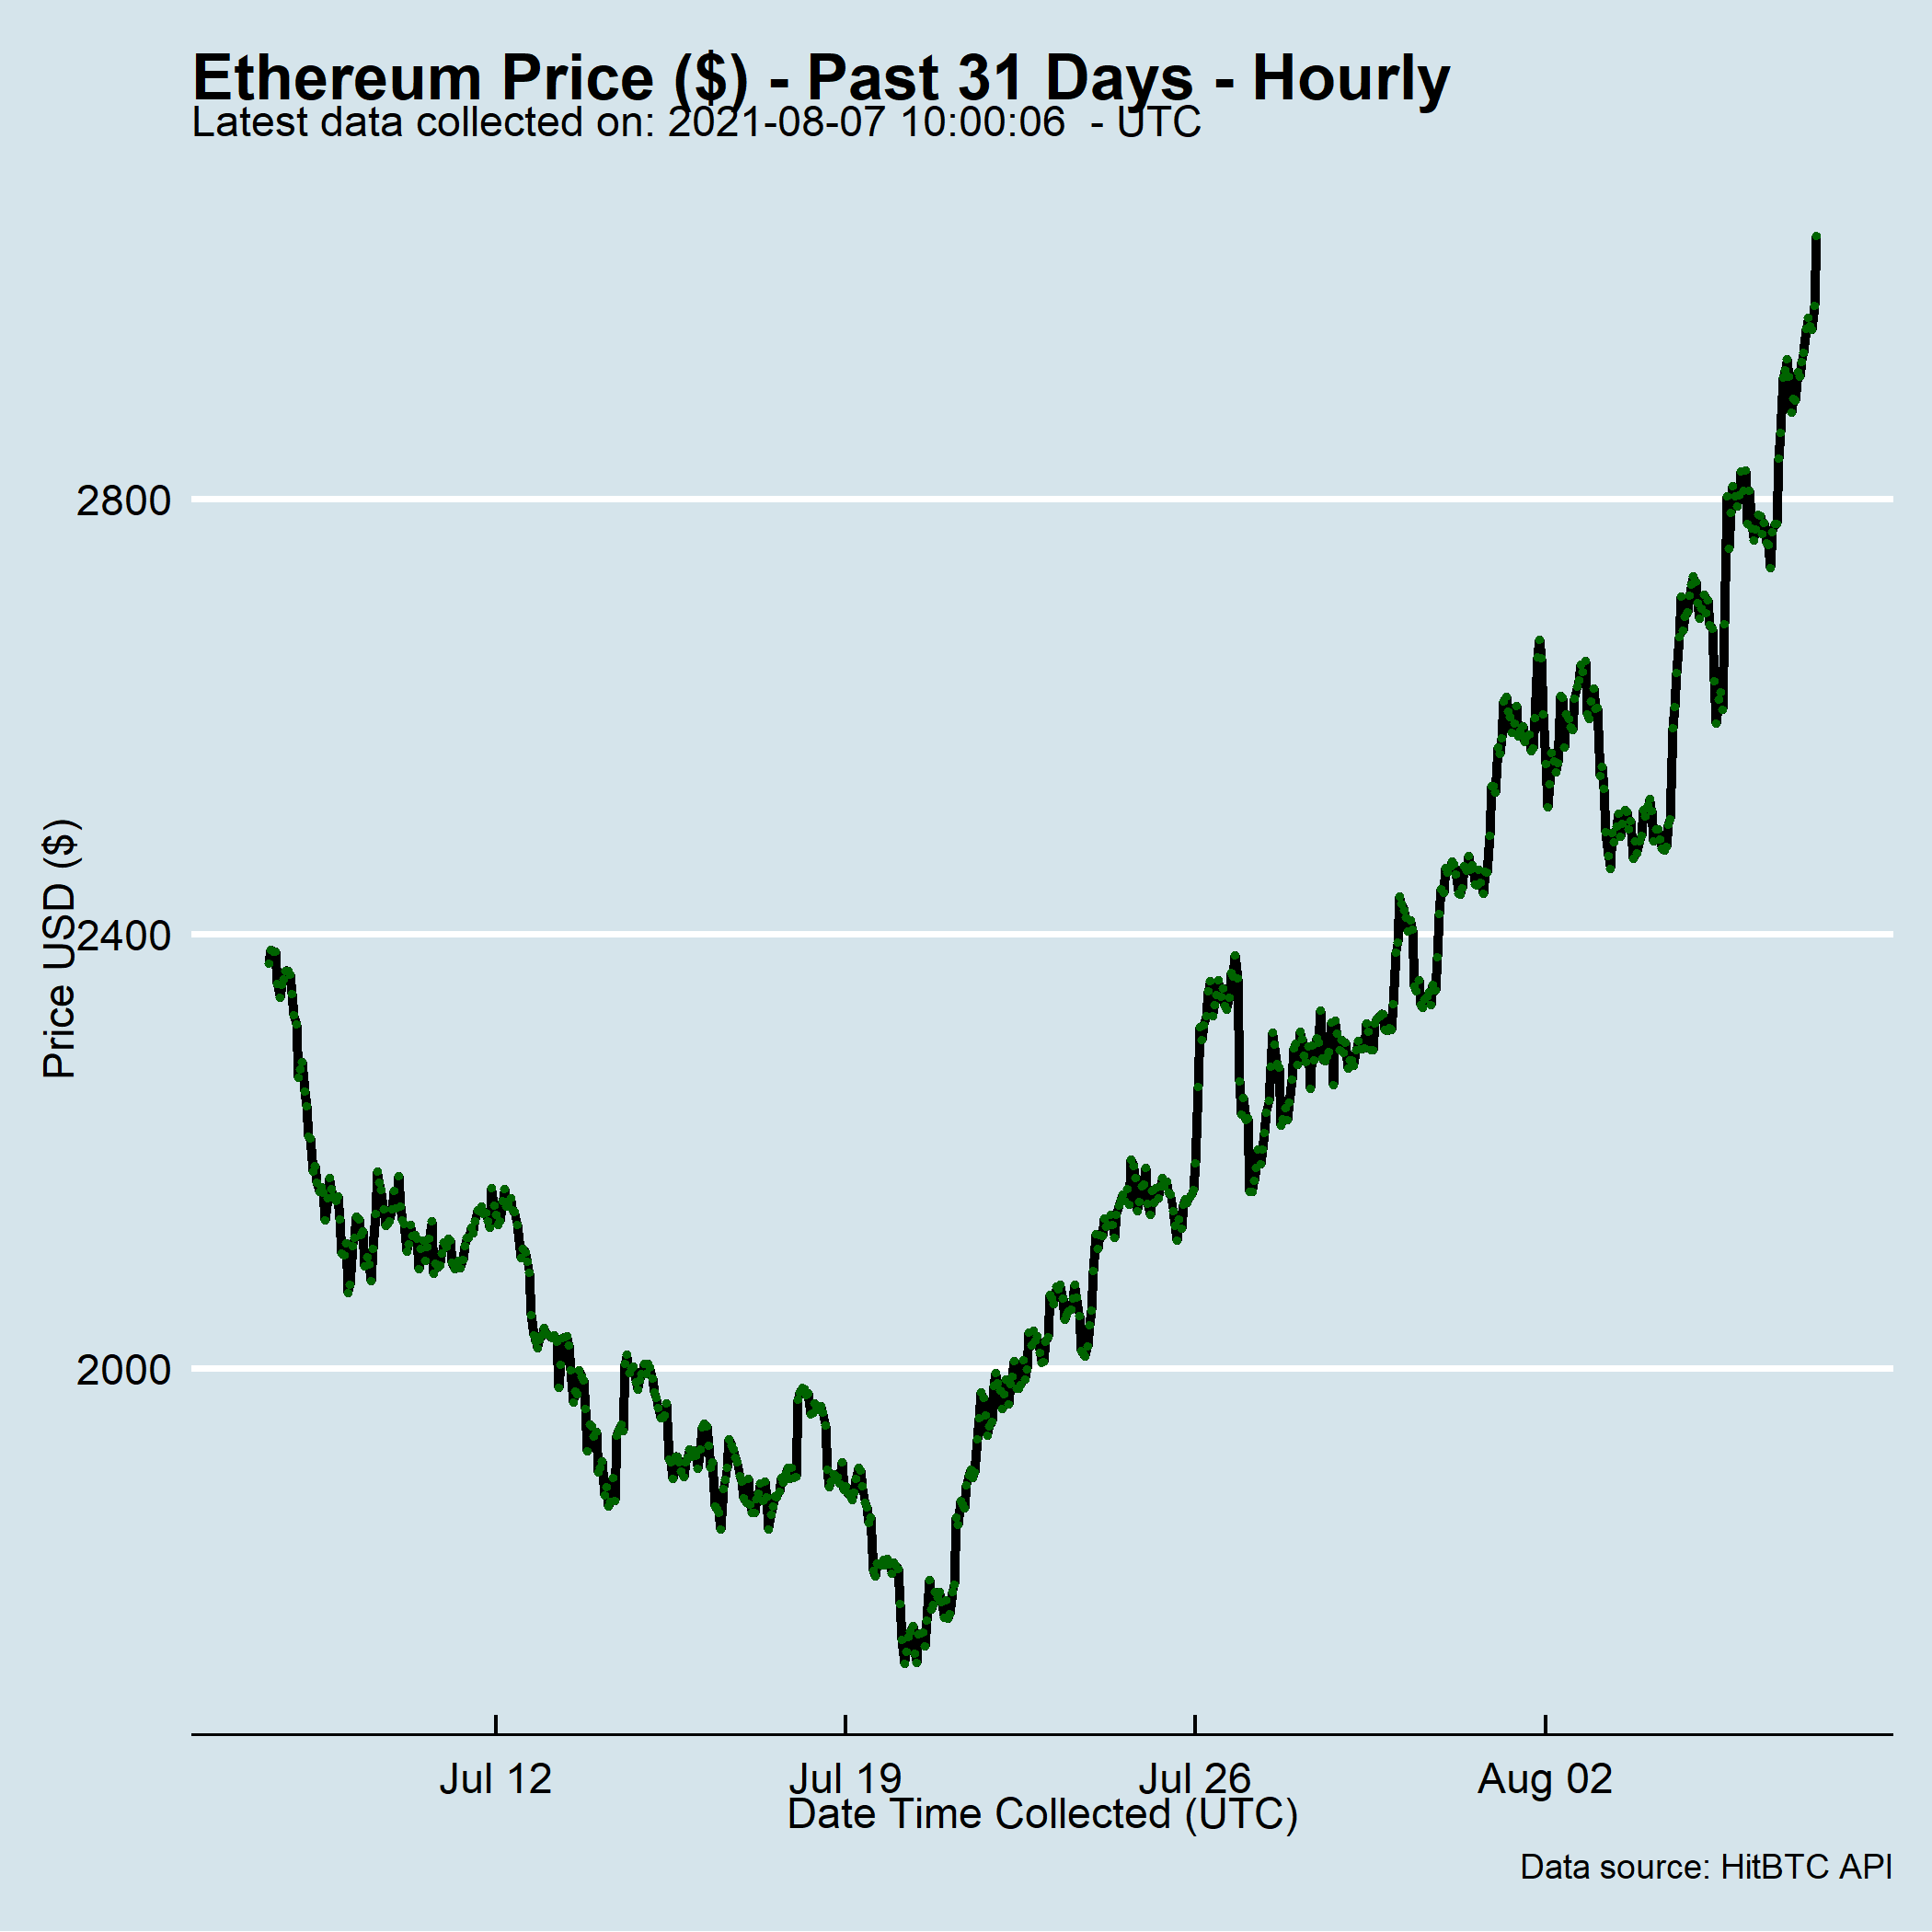 Ethereum Price ($) - Past 31 Days - Hourly
Latest data collected on: 2021-08-07 10:00:06  - UTC
2800
2400
2000
Price USD ($)
Jul 12
Jul 19
Jul 26
Aug 02
Date Time Collected (UTC)
Data source: HitBTC API